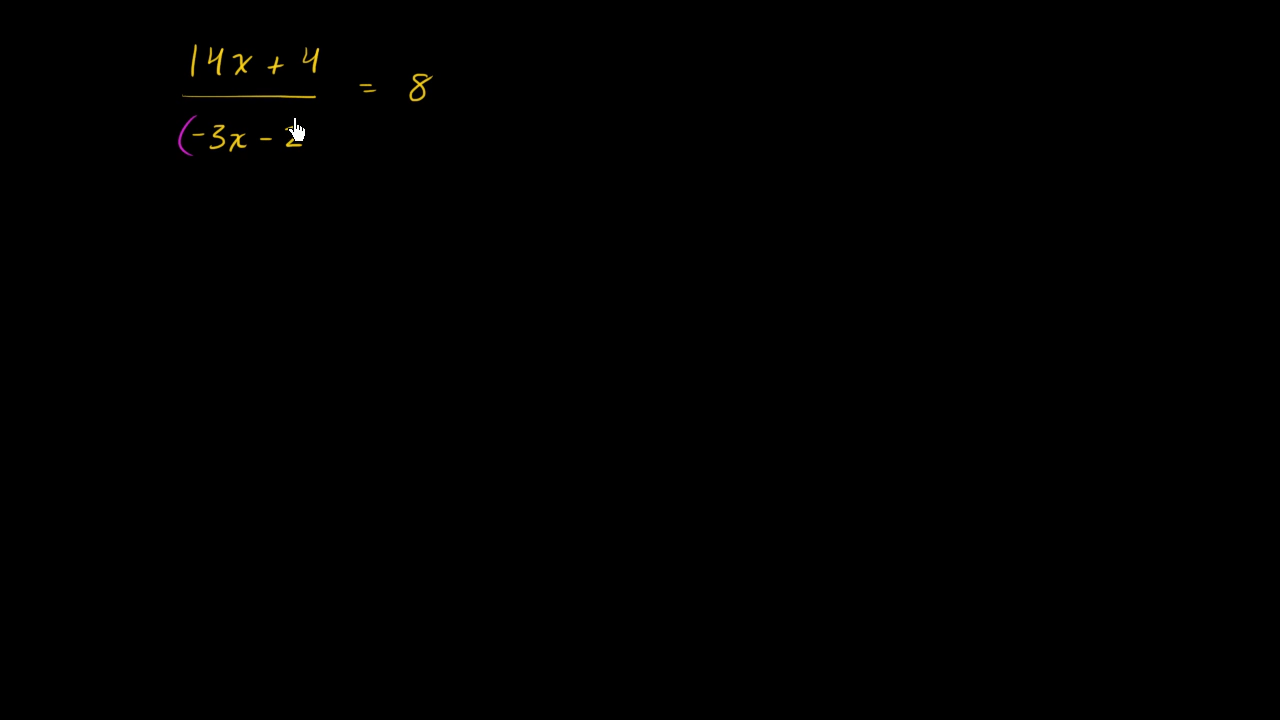 14x + 4
= 8
(-3x - 2